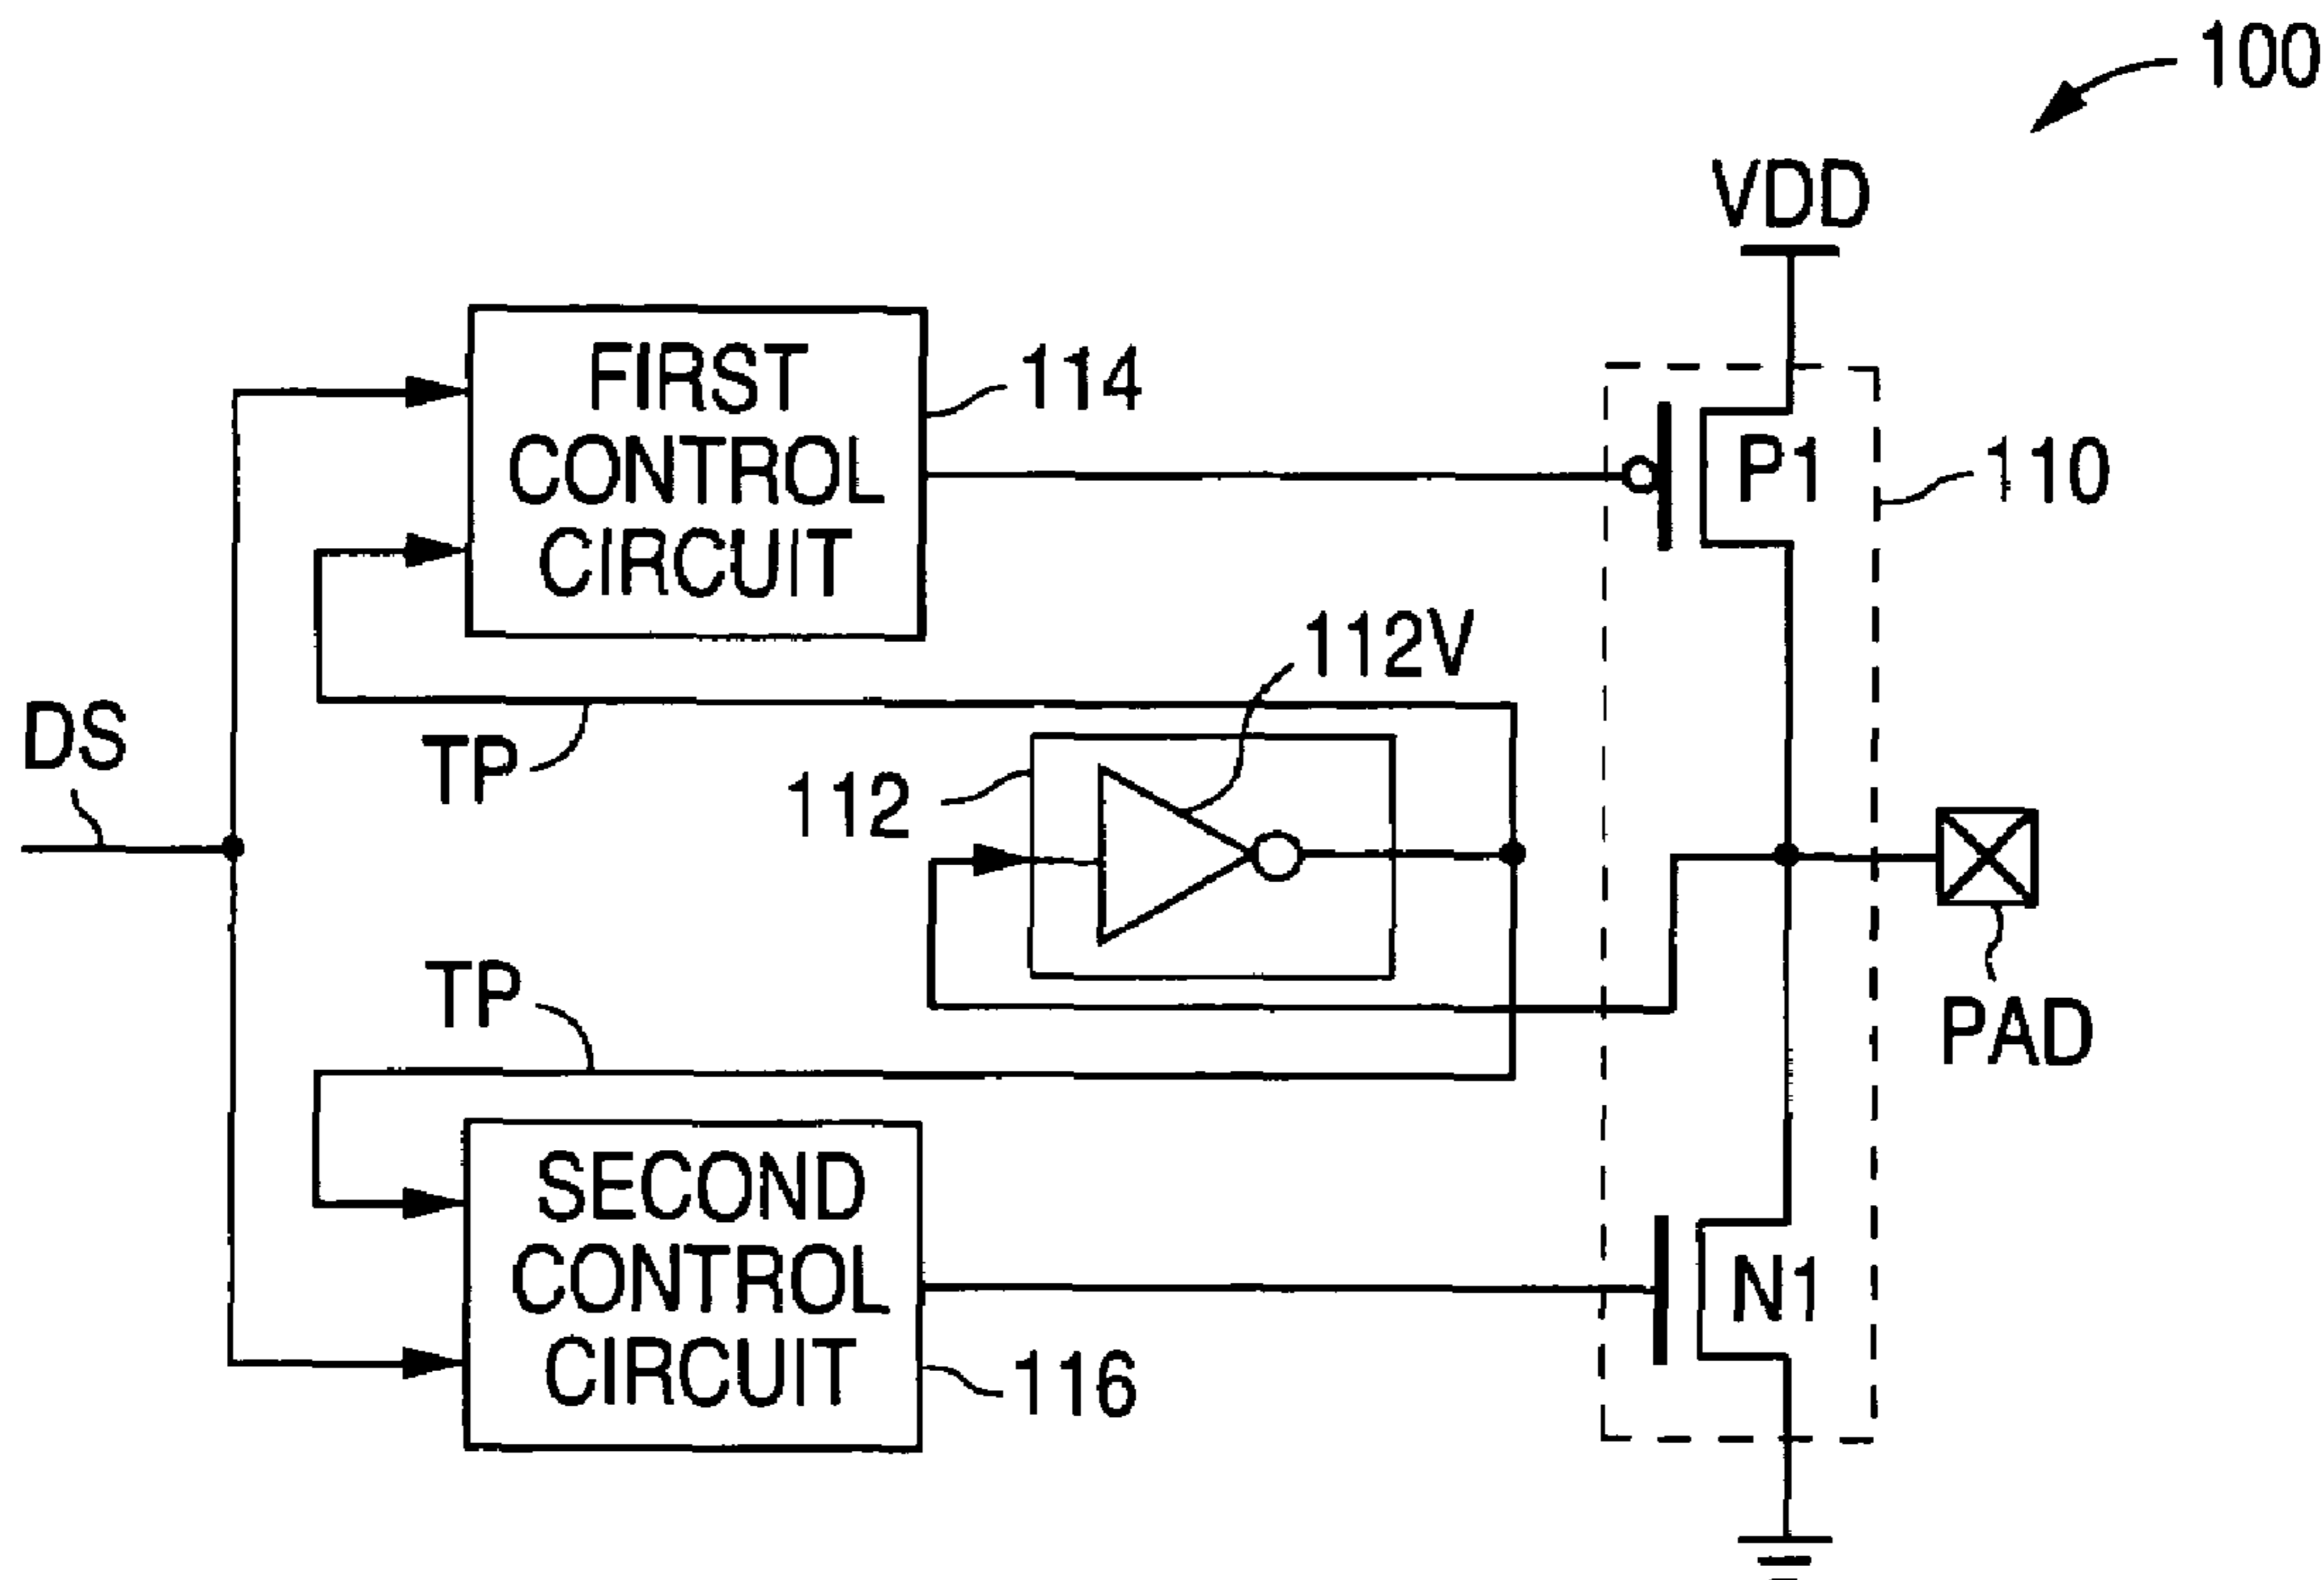 100
VDD
FIRST
CONTROL
CIRCUIT
114
P1
110
112V
DS
TP
112
TP
PAD
SECOND
CONTROL
CIRCUIT
N1
116